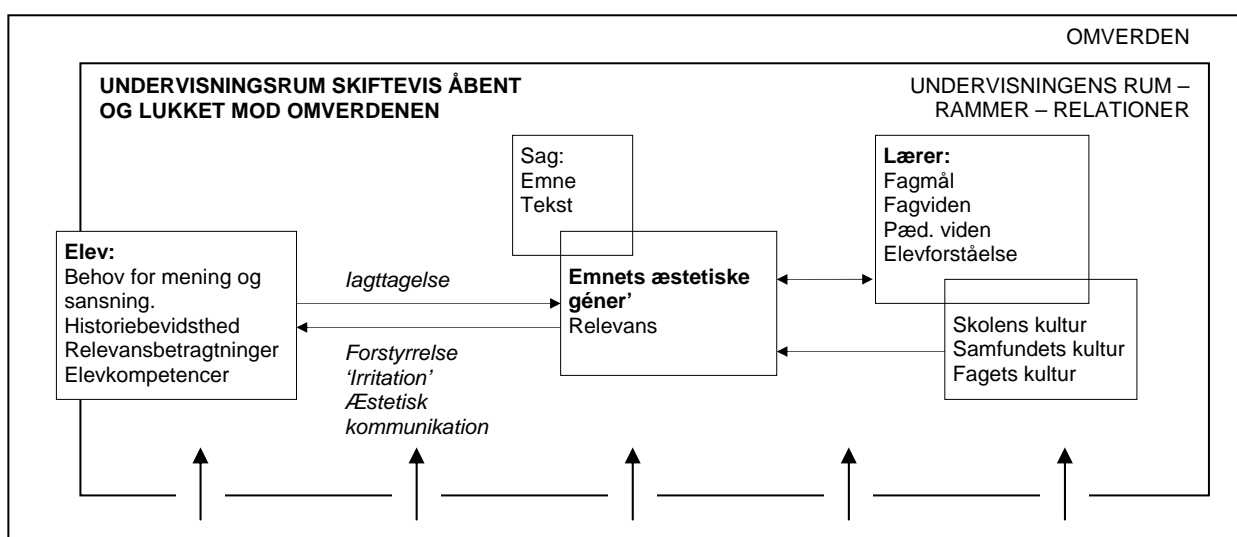 OMVERDEN
UNDERVISNINGSRUM SKIFTEVIS ÅBENT
OG LUKKET MOD OMVERDENEN
UNDERVISNINGENS RUM –
RAMMER – RELATIONER
Sag:
Emne
Tekst
Lærer:
Fagmål
Fagviden
Pæd. viden
Elevforståelse
Elev:
Behov for mening og
sansning.
Historiebevidsthed
Relevansbetragtninger
Elevkompetencer
Iagttagelse
Forstyrrelse
‘Irritation’
Æstetisk
kommunikation
Emnets æstetiske
géner’
Relevans
Skolens kultur
Samfundets kultur
Fagets kultur